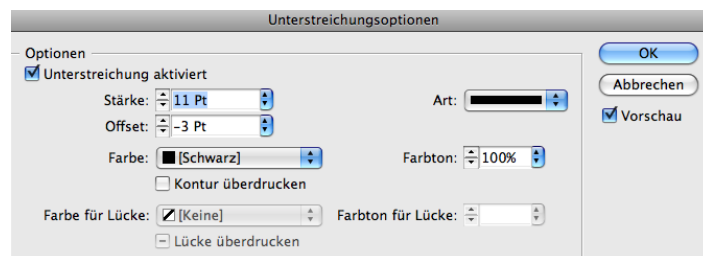 Unterstreichungsoptionen
Optionen
Unterstreichung aktiviert
Stärke: 11 Pt
Art:
Offset: -3 Pt
Farbe: [Schwarz]
Farbton: 100%
Kontur überdrucken
Farbe für Lücke: [Keine]
Farbton für Lücke:
Lücke überdrucken
OK
Abbrechen
Vorschau